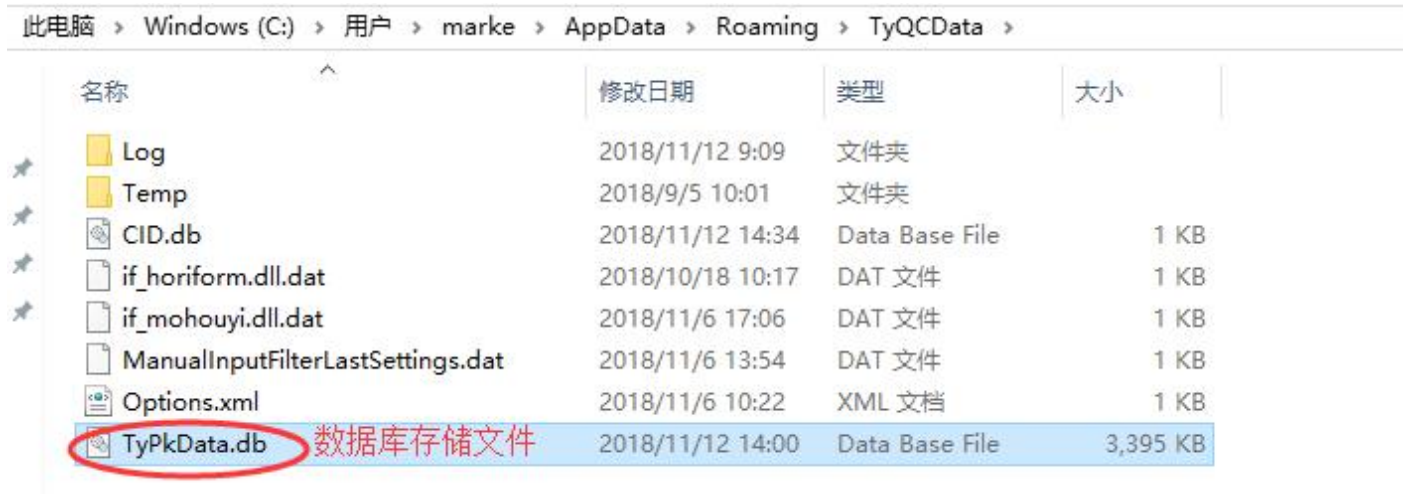 此电脑 > Windows (C:) > 用户 > marke > AppData > Roaming > TyQCData >
名称 修改日期 类型 大小
Log 2018/11/12 9:09 文件夹
Temp 2018/9/5 10:01 文件夹
CID.db 2018/11/12 14:34 Data Base File 1 KB
if_horiform.dll.dat 2018/10/18 10:17 DAT 文件 1 KB
if_mohouyi.dll.dat 2018/11/6 17:06 DAT 文件 1 KB
ManualInputFilterLastSettings.dat 2018/11/6 13:54 DAT 文件 1 KB
Options.xml 2018/11/6 10:22 XML 文档 1 KB
TyPkData.db 数据库存储文件 2018/11/12 14:00 Data Base File 3,395 KB